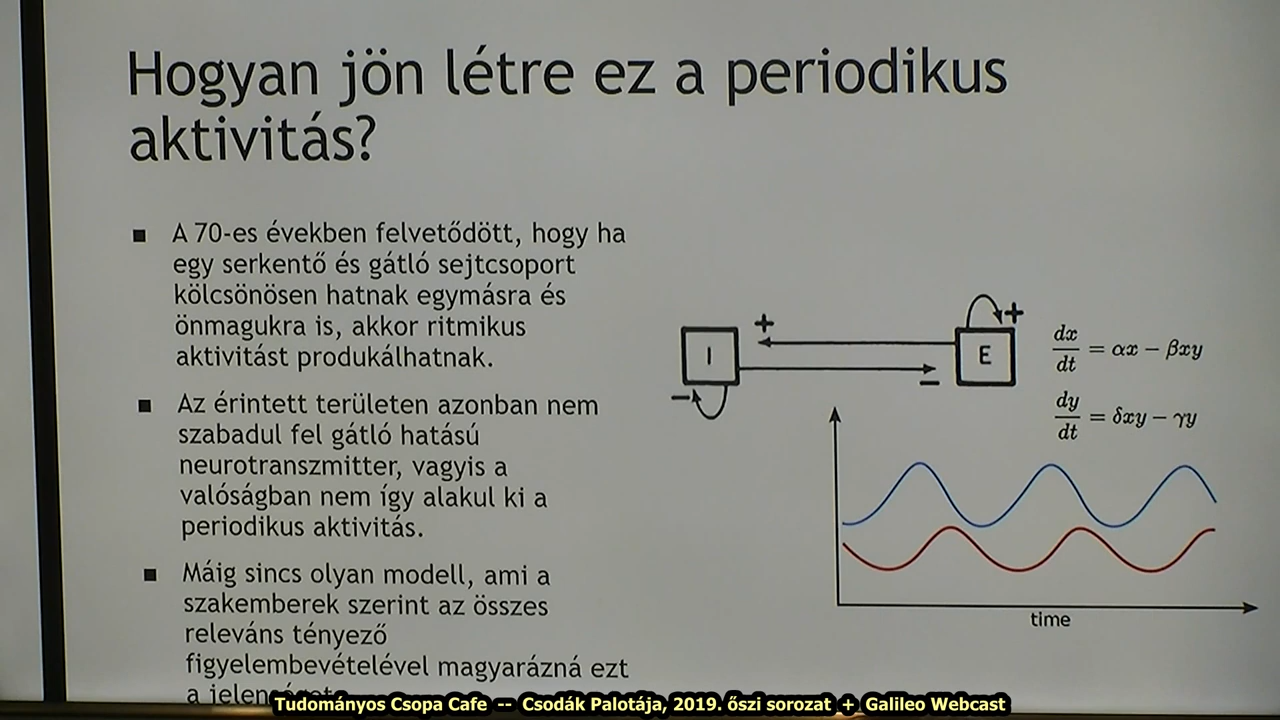 Hogyan jön létre ez a periodikus
aktivitás?
■ A 70-es években felvetődött, hogy ha
egy serkentő és gátló sejtcsoport
kölcsönösen hatnak egymásra és
önmagukra is, akkor ritmikus
aktivitást produkálhatnak.
■ Az érintett területen azonban nem
szabadul fel gátló hatású
neurotranszmitter, vagyis a
valóságban nem így alakul ki a
periodikus aktivitás.
■ Máig sincs olyan modell, ami a
szakemberek szerint az összes
releváns tényező
figyelembevételével magyarázná ezt
a
+
I
−
E
+
−
dx/dt = αx − βxy
dy/dt = δxy − γy
time
Tudományos Csopa Cafe -- Csodák Palotája, 2019. őszi sorozat + Galileo Webcast